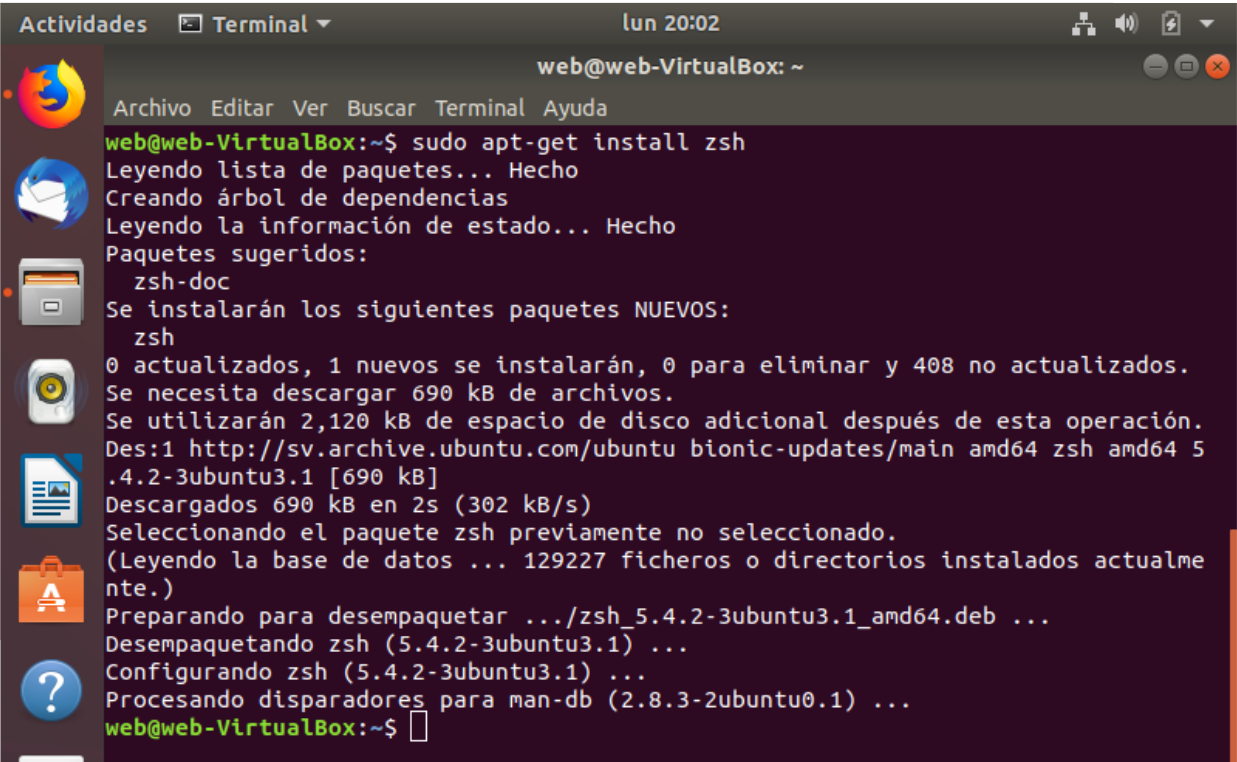 Actividades Terminal lun 20:02
web@web-VirtualBox: ~
Archivo Editar Ver Buscar Terminal Ayuda
web@web-VirtualBox:~$ sudo apt-get install zsh
Leyendo lista de paquetes... Hecho
Creando árbol de dependencias
Leyendo la información de estado... Hecho
Paquetes sugeridos:
  zsh-doc
Se instalarán los siguientes paquetes NUEVOS:
  zsh
0 actualizados, 1 nuevos se instalarán, 0 para eliminar y 408 no actualizados.
Se necesita descargar 690 kB de archivos.
Se utilizarán 2,120 kB de espacio de disco adicional después de esta operación.
Des:1 http://sv.archive.ubuntu.com/ubuntu bionic-updates/main amd64 zsh amd64 5
.4.2-3ubuntu3.1 [690 kB]
Descargados 690 kB en 2s (302 kB/s)
Seleccionando el paquete zsh previamente no seleccionado.
(Leyendo la base de datos ... 129227 ficheros o directorios instalados actualme
nte.)
Preparando para desempaquetar .../zsh_5.4.2-3ubuntu3.1_amd64.deb ...
Desempaquetando zsh (5.4.2-3ubuntu3.1) ...
Configurando zsh (5.4.2-3ubuntu3.1) ...
Procesando disparadores para man-db (2.8.3-2ubuntu0.1) ...
web@web-VirtualBox:~$